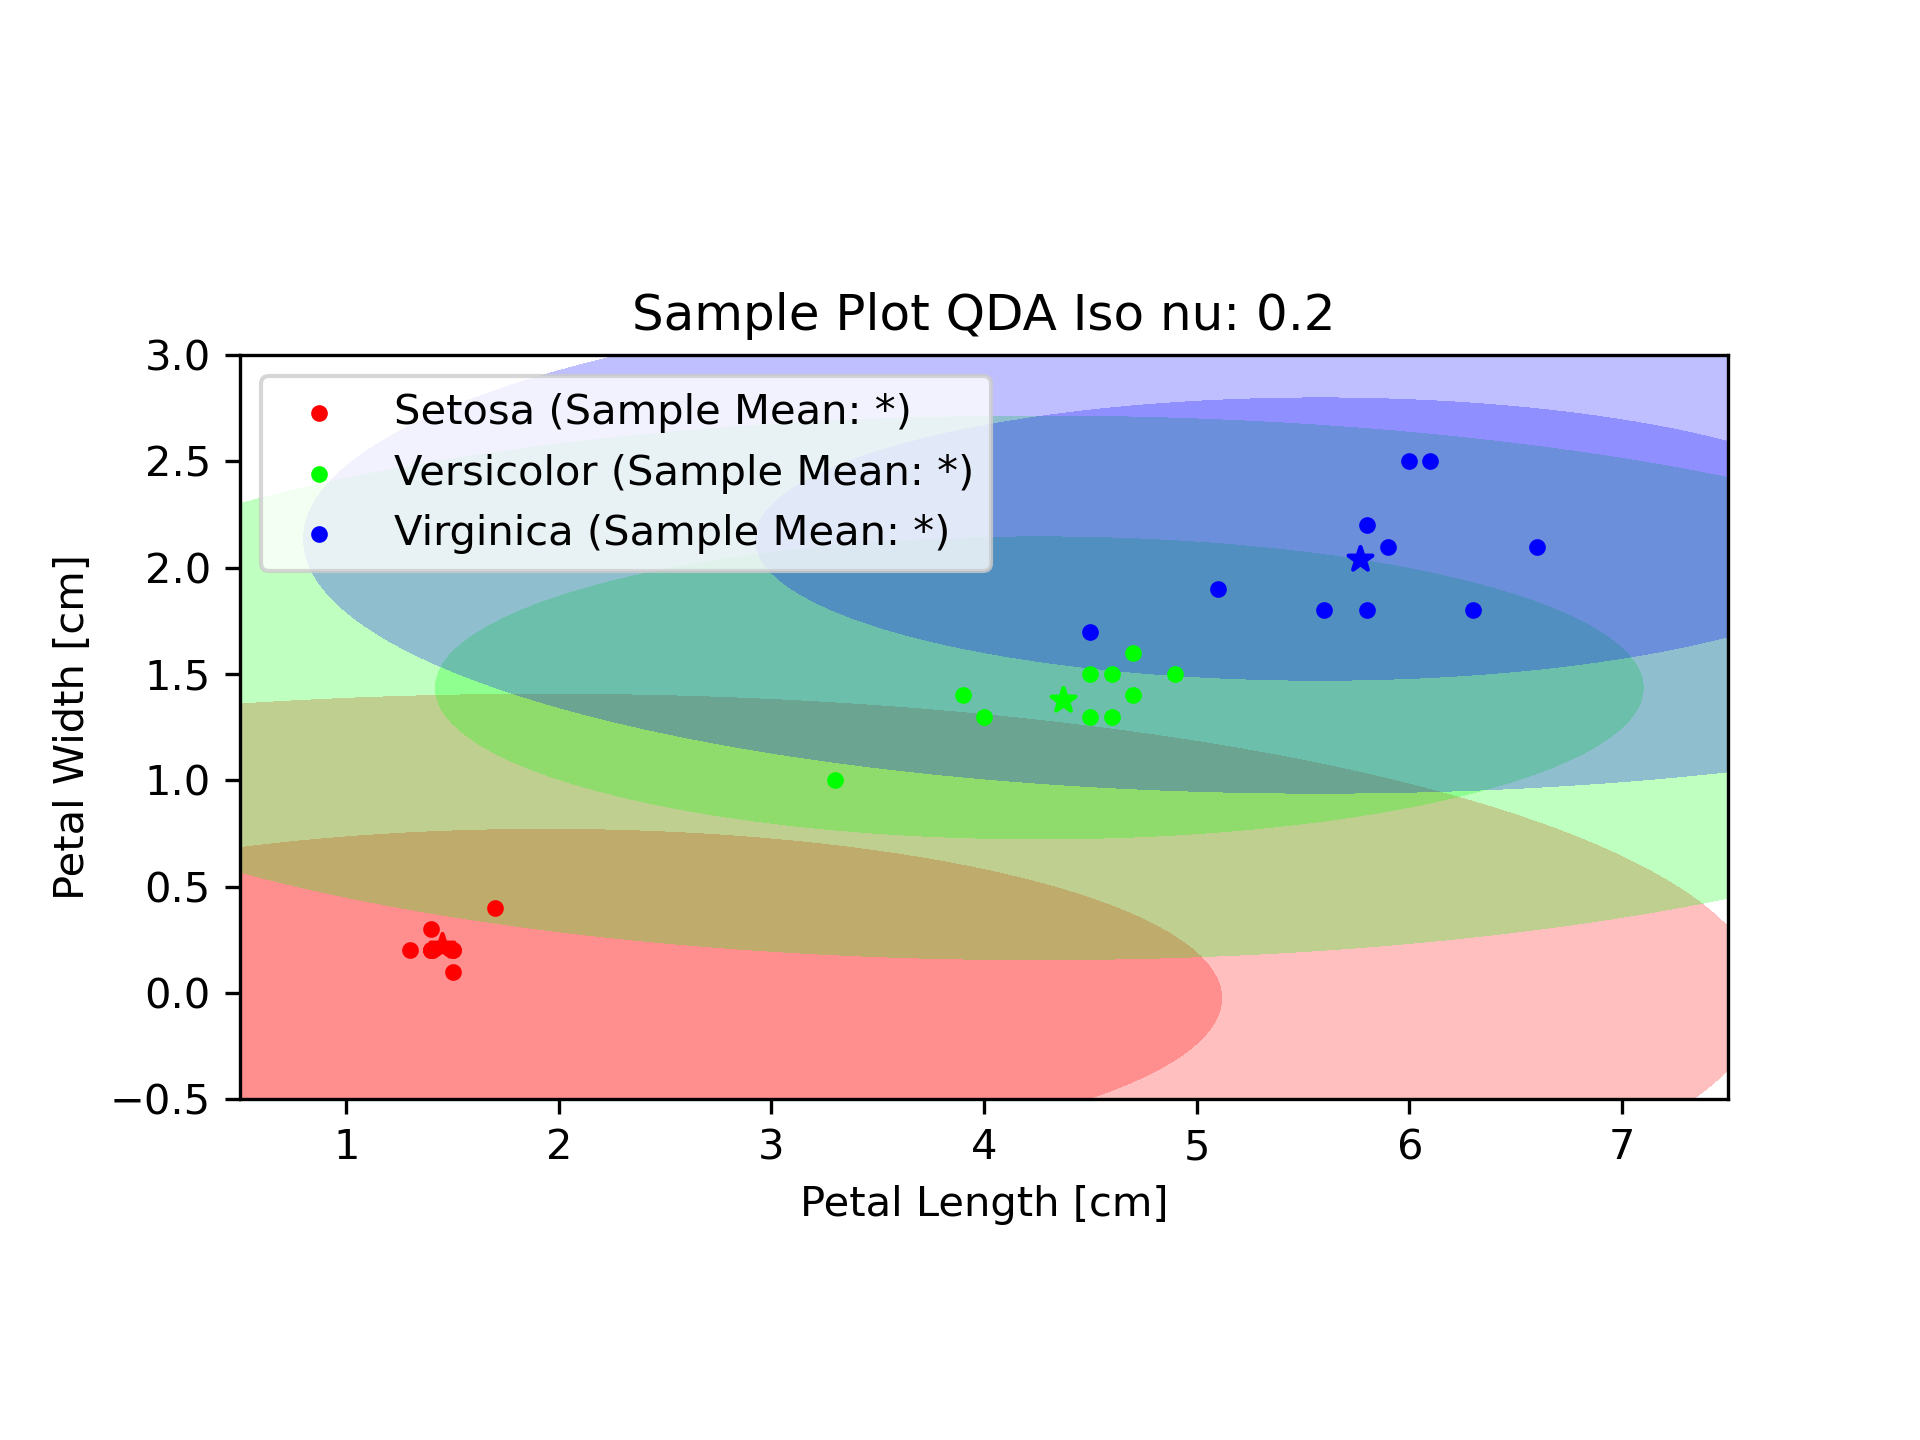 Sample Plot QDA Iso nu: 0.2
3.0
2.5
2.0
1.5
1.0
0.5
0.0
−0.5
Petal Width [cm]
Setosa (Sample Mean: *)
Versicolor (Sample Mean: *)
Virginica (Sample Mean: *)
1 2 3 4 5 6 7
Petal Length [cm]